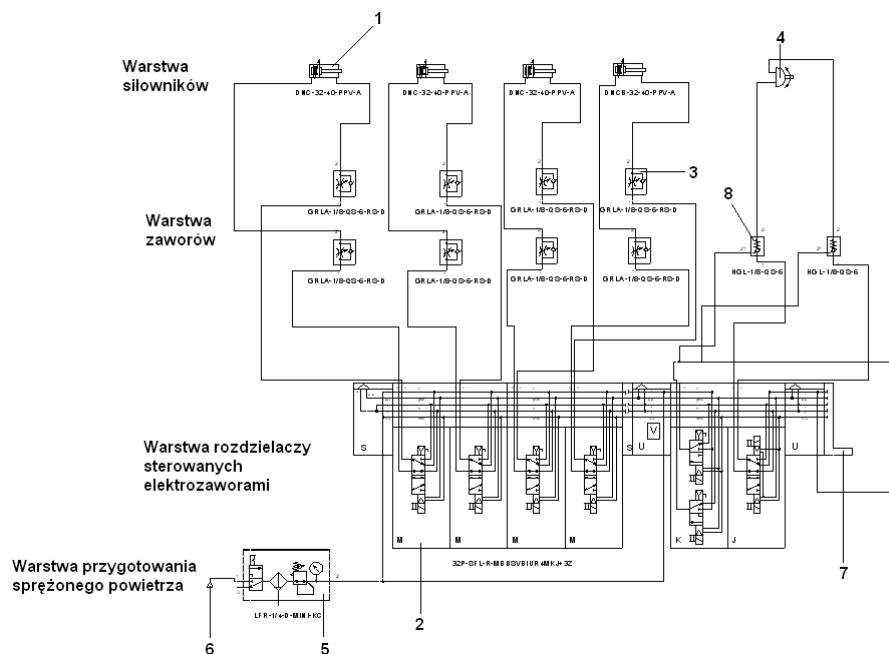 1
4
Warstwa
siłowników
DNC-32-40-PPV-A
DNC-32-40-PPV-A
DNC-32-40-PPV-A
DNCB-32-40-PPV-A
3
Warstwa
zaworów
8
GRLA-1/8-QS-6-RS-D
GRLA-1/8-QS-6-RS-D
GRLA-1/8-QS-6-RS-D
GRLA-1/8-QS-6-RS-D
GRLA-1/8-QS-6-RS-D
GRLA-1/8-QS-6-RS-D
GRLA-1/8-QS-6-RS-D
GRLA-1/8-QS-6-RS-D
HGL-1/8-QS-6
HGL-1/8-QS-6
Warstwa rozdzielaczy
sterowanych
elektrozaworami
S
S
U
V
U
M
M
M
M
K
J
7
Warstwa przygotowania
sprężonego powietrza
2
LFR-1/4-D-MINI-KC
6
5
2